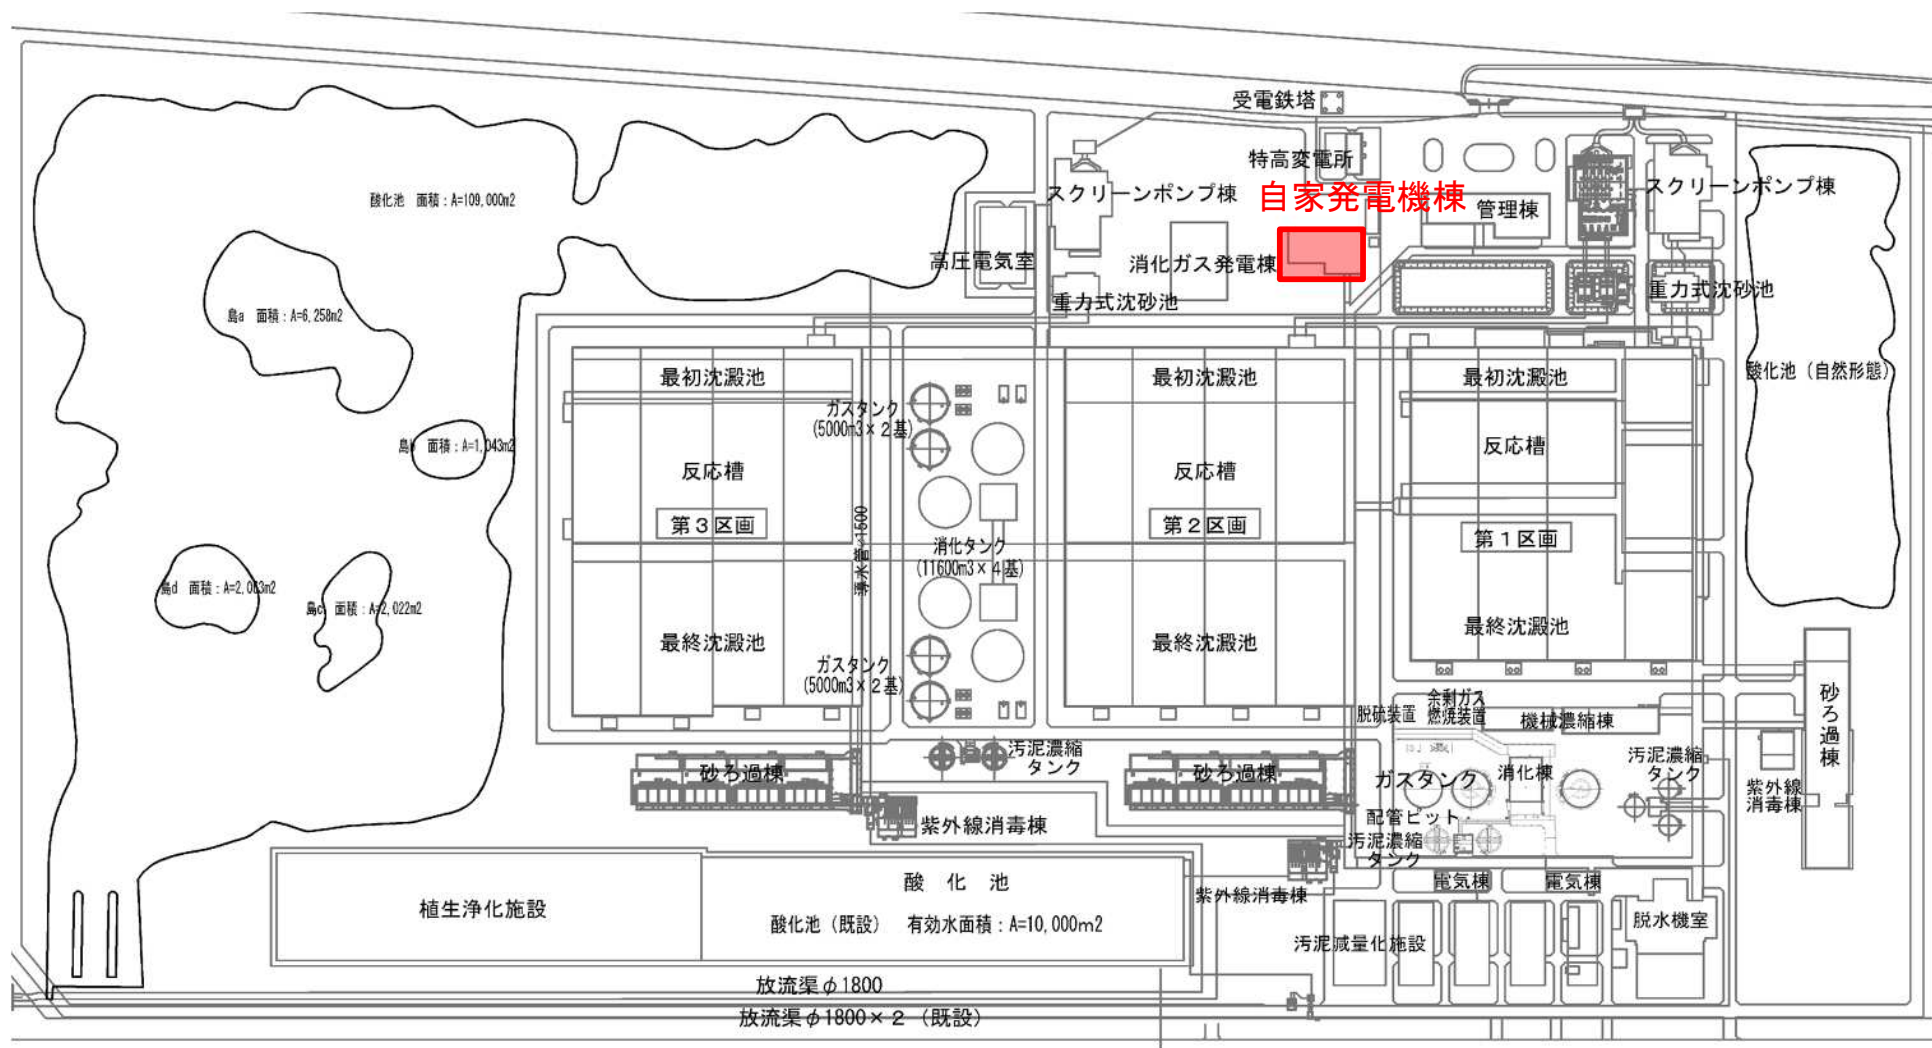 受電鉄塔
特高変電所
自家発電機棟
酸化池 面積：A=109,000m2
スクリーンポンプ棟
管理棟
スクリーンポンプ棟
高圧電気室
消化ガス発電棟
重力式沈砂池
重力式沈砂池
島a 面積：A=6,258m2
最初沈澱池
最初沈澱池
最初沈澱池
酸化池（自然形態）
ガスタンク
(5000m3×2基)
島b 面積：A=1,043m2
反応槽
反応槽
反応槽
第3区画
第2区画
第1区画
導水管φ1500
消化タンク
(11600m3×4基)
島d 面積：A=2,063m2
島c 面積：A=2,022m2
最終沈澱池
最終沈澱池
最終沈澱池
ガスタンク
(5000m3×2基)
脱硫装置
余剰ガス
燃焼装置
機械濃縮棟
砂ろ過棟
汚泥濃縮
タンク
砂ろ過棟
砂ろ過棟
ガスタンク
消化棟
汚泥濃縮
タンク
紫外線
消毒棟
配管ピット
紫外線消毒棟
汚泥濃縮
タンク
植生浄化施設
酸化池
酸化池（既設） 有効水面積：A=10,000m2
紫外線消毒棟
電気棟
電気棟
汚泥減量化施設
脱水機室
放流渠φ1800
放流渠φ1800×2（既設）